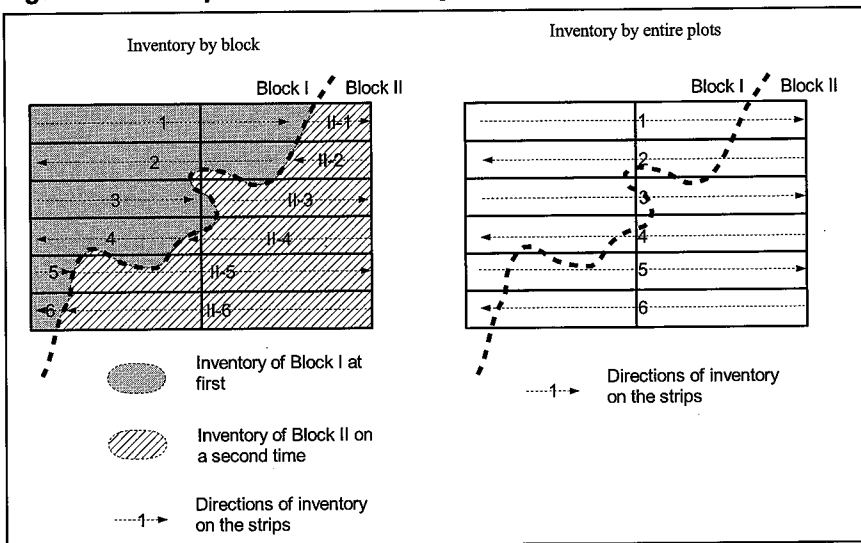 Inventory by block
Block I
Block II
1
II-1
2
II-2
3
II-3
4
II-4
5
II-5
6
II-6
Inventory of Block I at
first
Inventory of Block II on
a second time
1
Directions of inventory
on the strips
Inventory by entire plots
Block I
Block II
1
2
3
4
5
6
1
Directions of inventory
on the strips